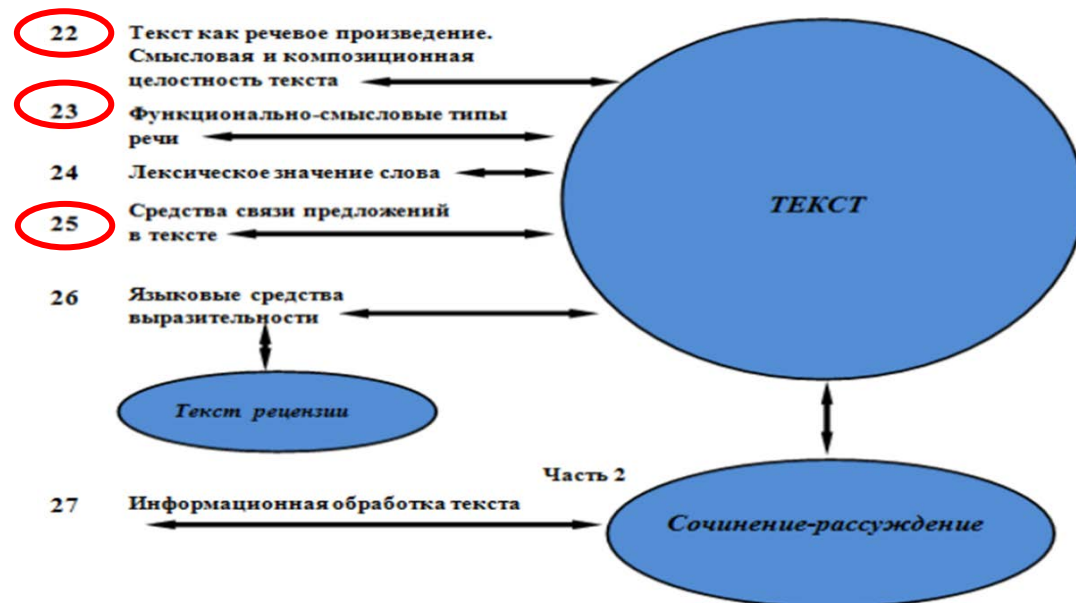 22 Текст как речевое произведение.
Смысловая и композиционная
целостность текста
23 Функционально-смысловые типы
речи
24 Лексическое значение слова
25 Средства связи предложений
в тексте
ТЕКСТ
26 Языковые средства
выразительности
Текст рецензии
Часть 2
27 Информационная обработка текста
Сочинение-рассуждение